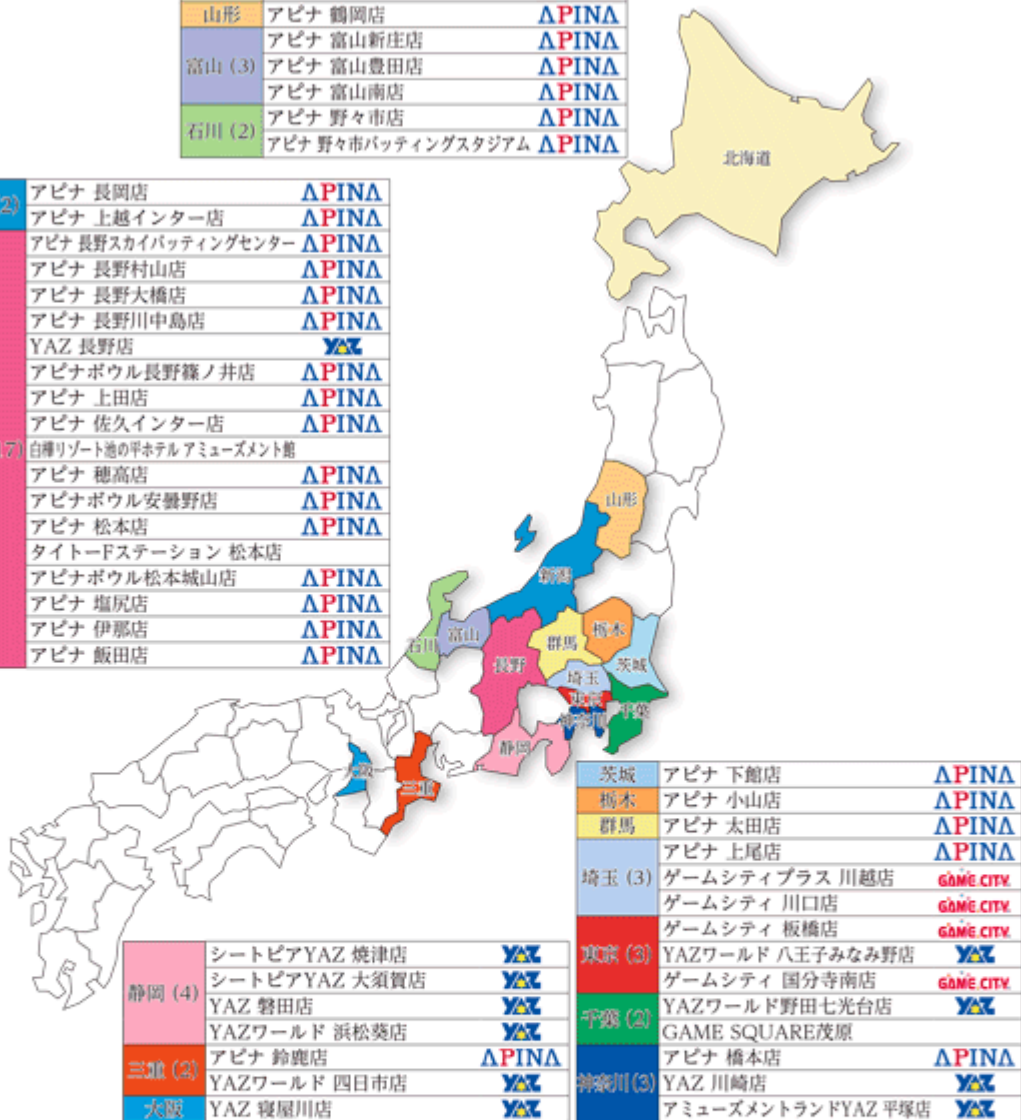 山形 アピナ 鶴岡店 APINA
富山 (3) アピナ 富山新庄店 APINA
アピナ 富山豊田店 APINA
アピナ 富山南店 APINA
石川 (2) アピナ 野々市店 APINA
アピナ 野々市バッティングスタジアム APINA
2) アピナ 長岡店 APINA
アピナ 上越インター店 APINA
7) アピナ 長野スカイバッティングセンター APINA
アピナ 長野村山店 APINA
アピナ 長野大橋店 APINA
アピナ 長野川中島店 APINA
YAZ 長野店 YAZ
アピナボウル長野篠ノ井店 APINA
アピナ 上田店 APINA
アピナ 佐久インター店 APINA
白樺リゾート池の平ホテル アミューズメント館
アピナ 穂高店 APINA
アピナボウル安曇野店 APINA
アピナ 松本店 APINA
タイトーFステーション 松本店
アピナボウル松本城山店 APINA
アピナ 塩尻店 APINA
アピナ 伊那店 APINA
アピナ 飯田店 APINA
北海道
山形
新潟
石川
富山
長野
群馬
栃木
茨城
埼玉
東京
神奈川
千葉
静岡
大阪
三重
茨城 アピナ 下館店 APINA
栃木 アピナ 小山店 APINA
群馬 アピナ 太田店 APINA
埼玉 (3) アピナ 上尾店 APINA
ゲームシティプラス 川越店 GAME CITY
ゲームシティ 川口店 GAME CITY
東京 (3) ゲームシティ 板橋店 GAME CITY
YAZワールド 八王子みなみ野店 YAZ
ゲームシティ 国分寺南店 GAME CITY
千葉 (2) YAZワールド野田七光台店 YAZ
GAME SQUARE茂原
神奈川(3) アピナ 橋本店 APINA
YAZ 川崎店 YAZ
アミューズメントランドYAZ 平塚店 YAZ
静岡 (4) シートピアYAZ 焼津店 YAZ
シートピアYAZ 大須賀店 YAZ
YAZ 磐田店 YAZ
YAZワールド 浜松葵店 YAZ
三重 (2) アピナ 鈴鹿店 APINA
YAZワールド 四日市店 YAZ
大阪 YAZ 寝屋川店 YAZ